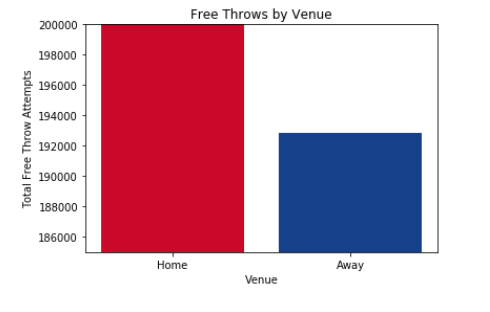 Free Throws by Venue
200000
198000
196000
194000
192000
190000
188000
186000
Total Free Throw Attempts
Home Away
Venue